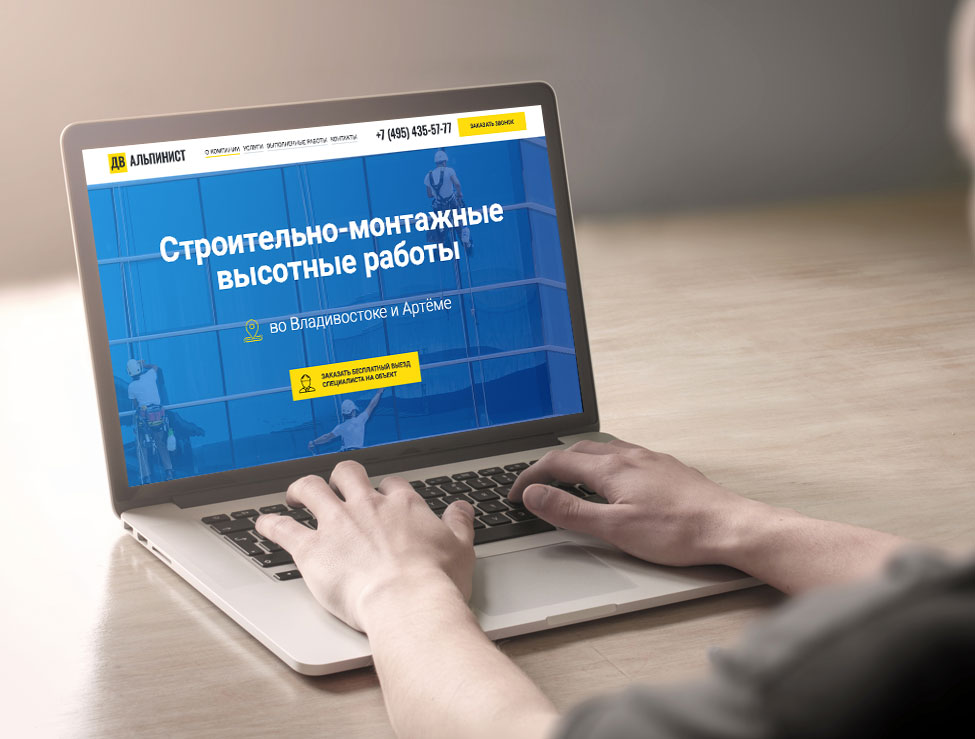 ДВ АЛЬПИНИСТ
О КОМПАНИИ УСЛУГИ ВЫПОЛНЕННЫЕ РАБОТЫ КОНТАКТЫ
+7 (495) 435-57-77
ЗАКАЗАТЬ ЗВОНОК
Строительно-монтажные
высотные работы
во Владивостоке и Артёме
ЗАКАЗАТЬ БЕСПЛАТНЫЙ ВЫЕЗД
СПЕЦИАЛИСТА НА ОБЪЕКТ